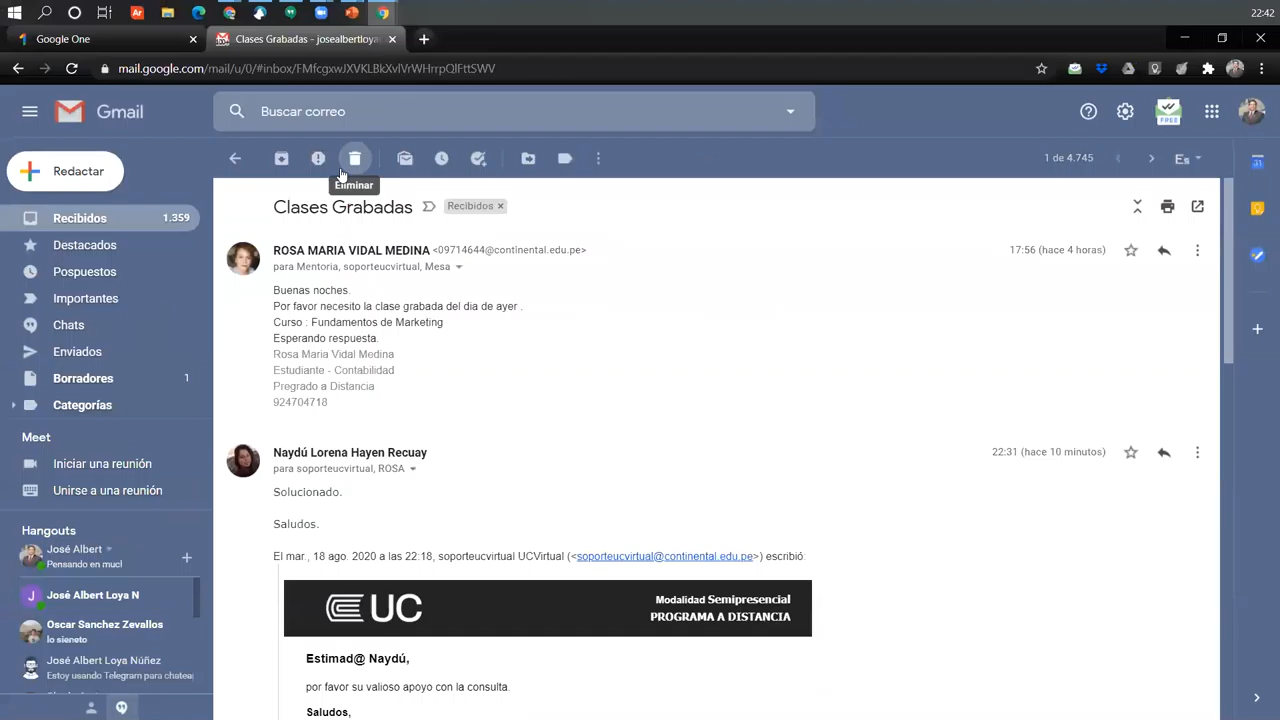 22:42
Google One
Clases Grabadas - josealbertloya
mail.google.com/mail/u/0/#inbox/FMfcgxwJXVKLBkXvlVrWHrrpQlFttSWV
Gmail
Buscar correo
FREE
Redactar
1 de 4.745
Es
Eliminar
Clases Grabadas
Recibidos ×
Recibidos 1.359
Destacados
Pospuestos
Importantes
Chats
Enviados
Borradores 1
Categorías
Meet
Iniciar una reunión
Unirse a una reunión
Hangouts
José Albert
Pensando en mucl
José Albert Loya N
Oscar Sanchez Zevallos
lo sieneto
José Albert Loya Núñez
Estoy usando Telegram para chatea
ROSA MARIA VIDAL MEDINA <09714644@continental.edu.pe>
17:56 (hace 4 horas)
para Mentoria, soporteucvirtual, Mesa
Buenas noches.
Por favor necesito la clase grabada del dia de ayer .
Curso : Fundamentos de Marketing
Esperando respuesta.
Rosa Maria Vidal Medina
Estudiante - Contabilidad
Pregrado a Distancia
924704718
Naydú Lorena Hayen Recuay
22:31 (hace 10 minutos)
para soporteucvirtual, ROSA
Solucionado.
Saludos.
El mar., 18 ago. 2020 a las 22:18, soporteucvirtual UCVirtual (<soporteucvirtual@continental.edu.pe>) escribió:
UC
Modalidad Semipresencial
PROGRAMA A DISTANCIA
Estimad@ Naydú,
por favor su valioso apoyo con la consulta.
Saludos,